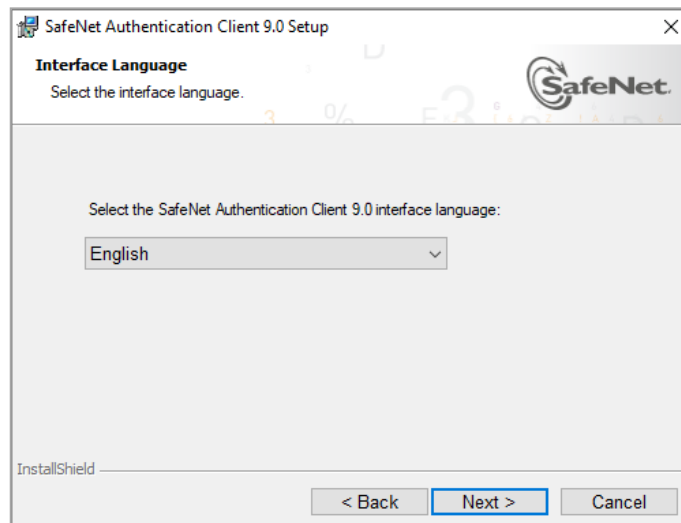 SafeNet Authentication Client 9.0 Setup
Interface Language
Select the interface language.
SafeNet.
Select the SafeNet Authentication Client 9.0 interface language:
English
InstallShield
< Back
Next >
Cancel